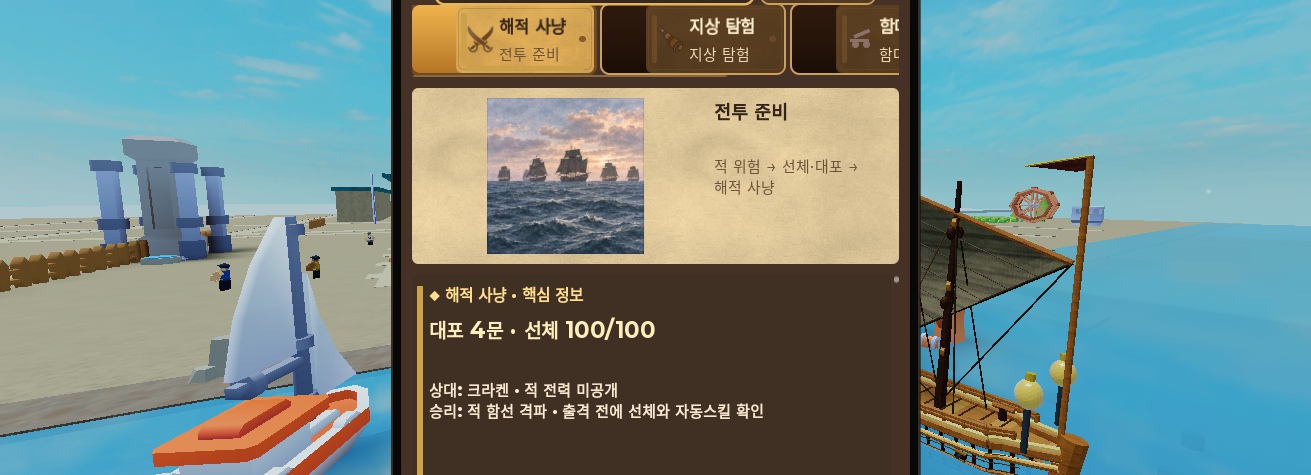 해적 사냥
전투 준비
지상 탐험
지상 탐험
전투 준비
적 위험 → 선체·대포 →
해적 사냥
◆ 해적 사냥 • 핵심 정보
대포 4문 • 선체 100/100
상대: 크라켄 • 적 전력 미공개
승리: 적 함선 격파 • 출격 전에 선체와 자동스킬 확인